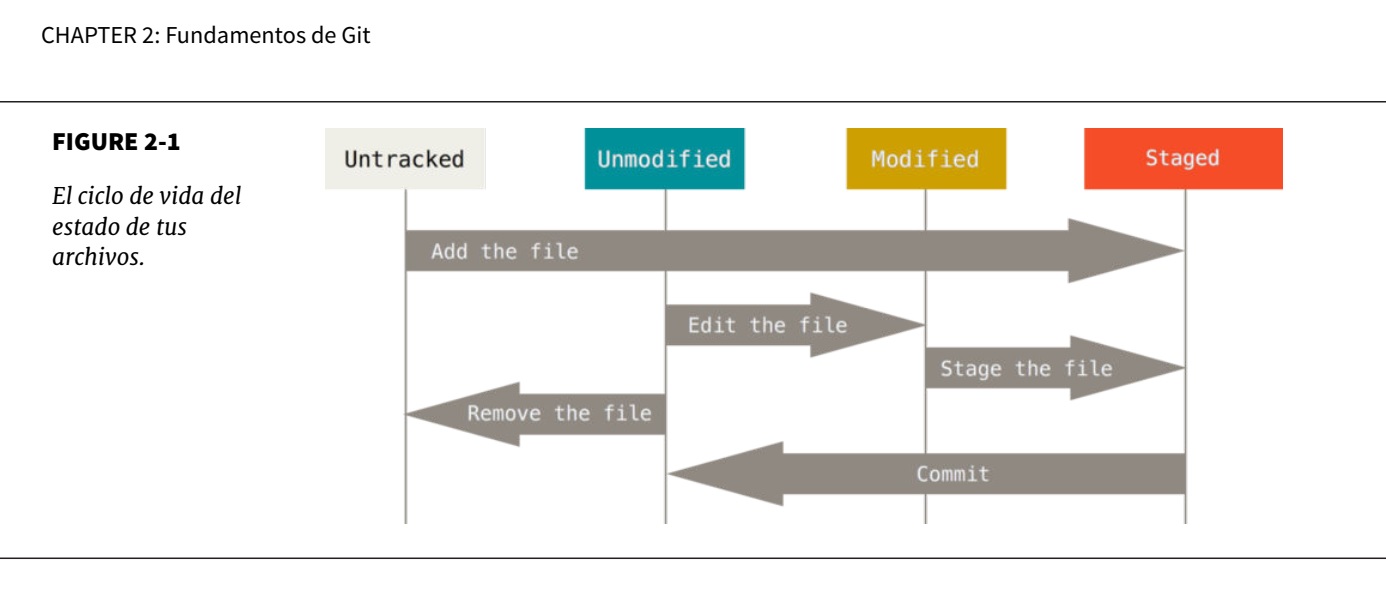 CHAPTER 2: Fundamentos de Git
FIGURE 2-1
El ciclo de vida del
estado de tus
archivos.
Untracked
Unmodified
Modified
Staged
Add the file
Edit the file
Stage the file
Remove the file
Commit